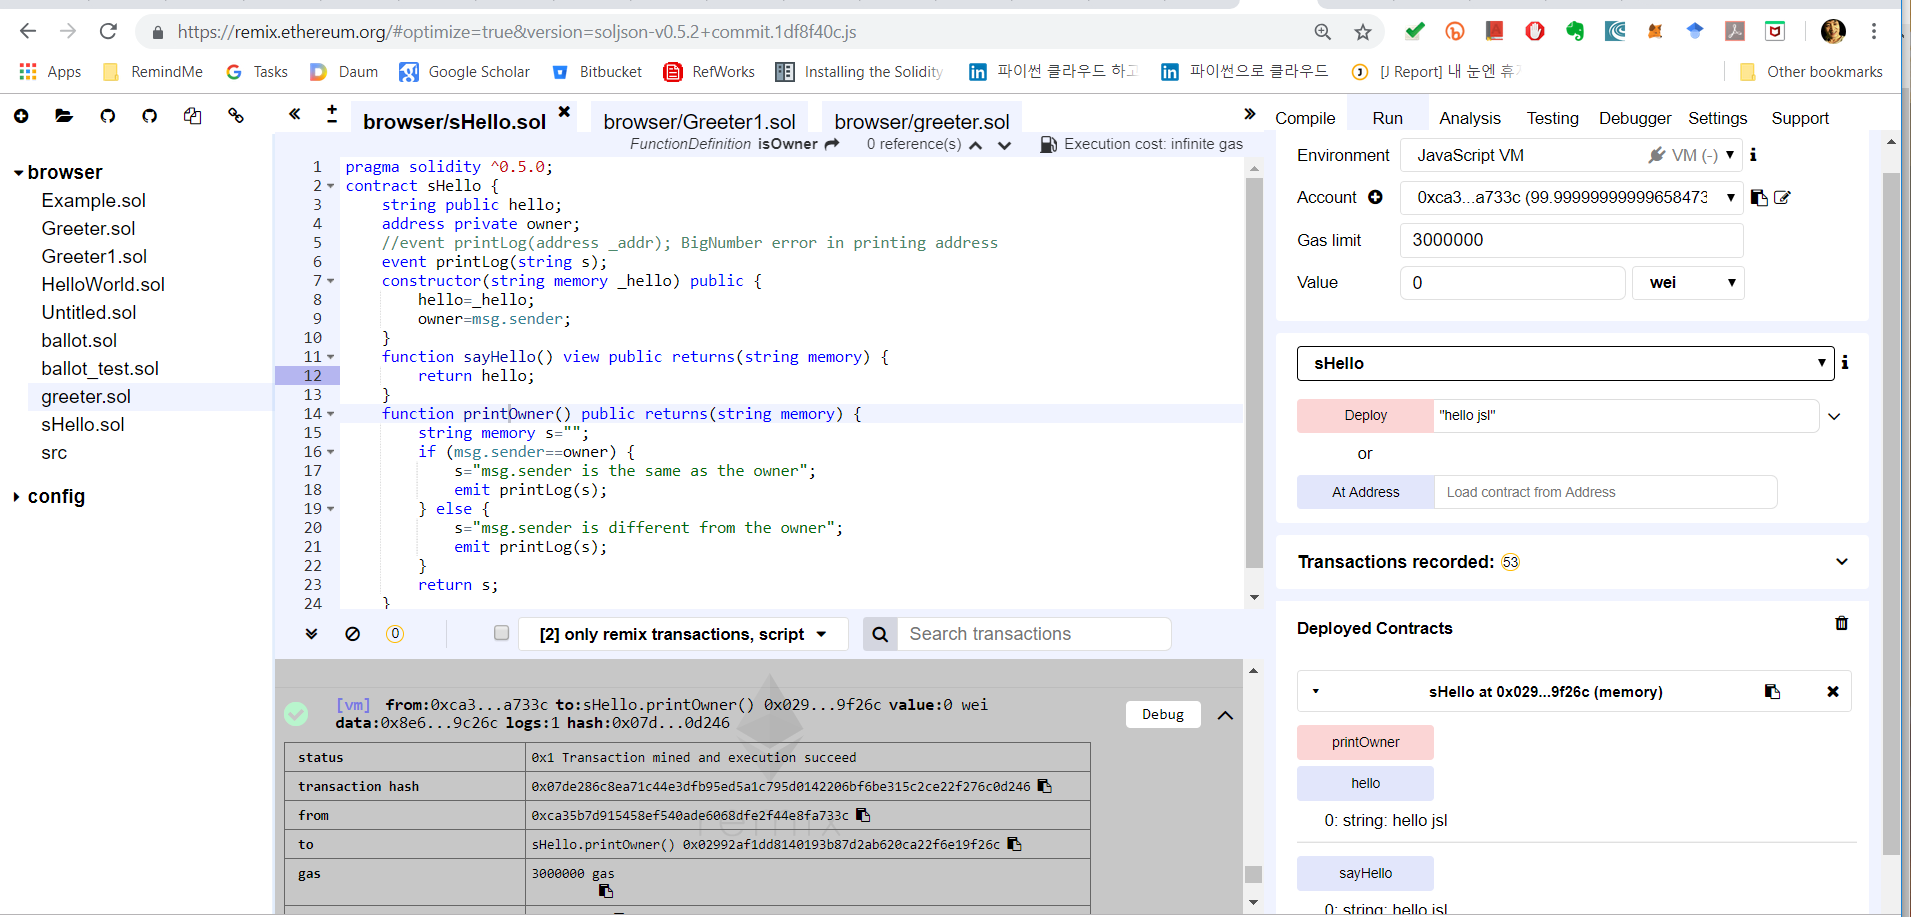 https://remix.ethereum.org/#optimize=true&version=soljson-v0.5.2+commit.1df8f40c.js
Apps RemindMe Tasks Daum Google Scholar Bitbucket RefWorks Installing the Solidity 파이썬 클라우드 하고 파이썬으로 클라우드 [J Report] 내 눈엔 휴 Other bookmarks
browser/sHello.sol browser/Greeter1.sol browser/greeter.sol
Compile Run Analysis Testing Debugger Settings Support
FunctionDefinition isOwner 0 reference(s) Execution cost: infinite gas
browser
Example.sol
Greeter.sol
Greeter1.sol
HelloWorld.sol
Untitled.sol
ballot.sol
ballot_test.sol
greeter.sol
sHello.sol
src
config
1 pragma solidity ^0.5.0;
2 contract sHello {
3 string public hello;
4 address private owner;
5 //event printLog(address _addr); BigNumber error in printing address
6 event printLog(string s);
7 constructor(string memory _hello) public {
8 hello=_hello;
9 owner=msg.sender;
10 }
11 function sayHello() view public returns(string memory) {
12 return hello;
13 }
14 function printOwner() public returns(string memory) {
15 string memory s="";
16 if (msg.sender==owner) {
17 s="msg.sender is the same as the owner";
18 emit printLog(s);
19 } else {
20 s="msg.sender is different from the owner";
21 emit printLog(s);
22 }
23 return s;
24 }
0 [2] only remix transactions, script Search transactions
[vm] from:0xca3...a733c to:sHello.printOwner() 0x029...9f26c value:0 wei
data:0x8e6...9c26c logs:1 hash:0x07d...0d246
Debug
status 0x1 Transaction mined and execution succeed
transaction hash 0x07de286c8ea71c44e3dfb95ed5a1c795d0142206bf6be315c2ce22f276c0d246
from 0xca35b7d915458ef540ade6068dfe2f44e8fa733c
to sHello.printOwner() 0x02992af1dd8140193b87d2ab620ca22f6e19f26c
gas 3000000 gas
remix
Environment JavaScript VM VM (-)
Account 0xca3...a733c (99.99999999999658473
Gas limit 3000000
Value 0 wei
sHello
Deploy "hello jsl"
or
At Address Load contract from Address
Transactions recorded: 53
Deployed Contracts
sHello at 0x029...9f26c (memory)
printOwner
hello
0: string: hello jsl
sayHello
0: string: hello jsl